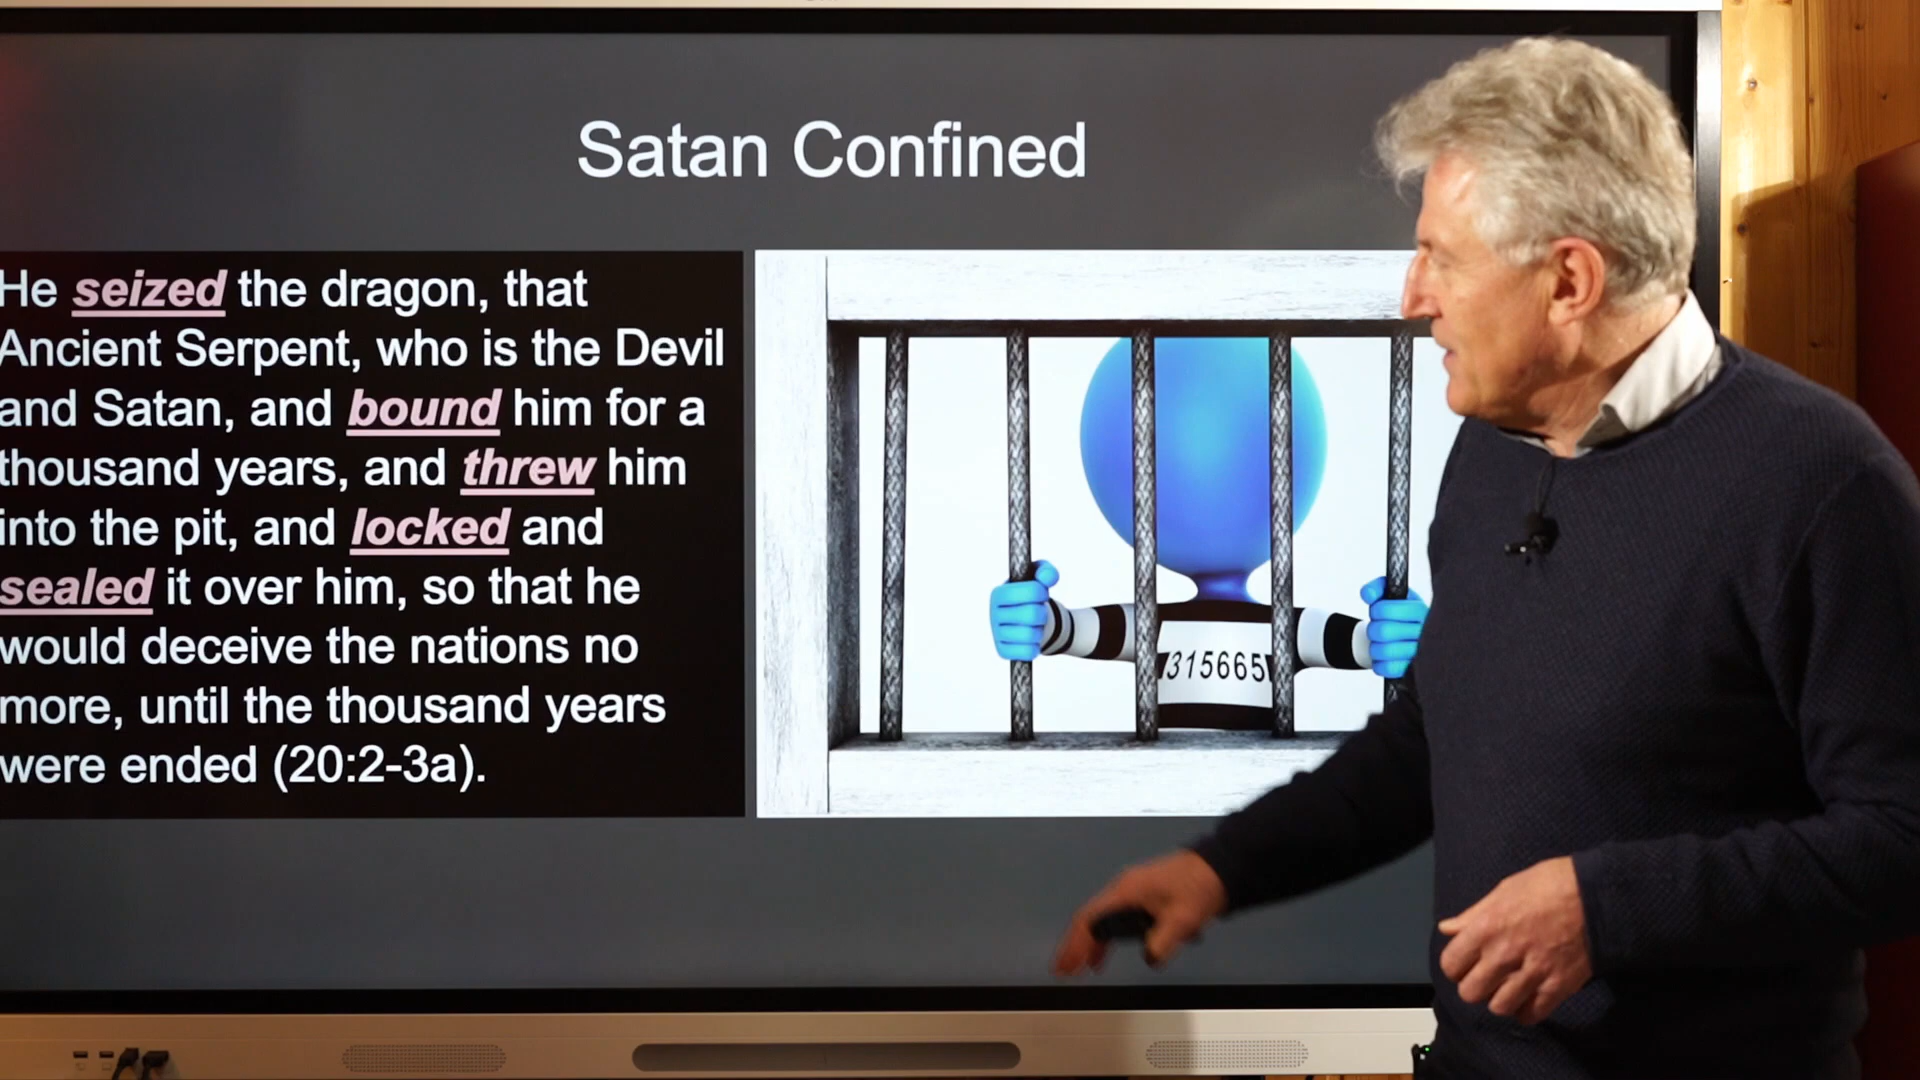 Satan Confined
He seized the dragon, that
Ancient Serpent, who is the Devil
and Satan, and bound him for a
thousand years, and threw him
into the pit, and locked and
sealed it over him, so that he
would deceive the nations no
more, until the thousand years
were ended (20:2-3a).
315665